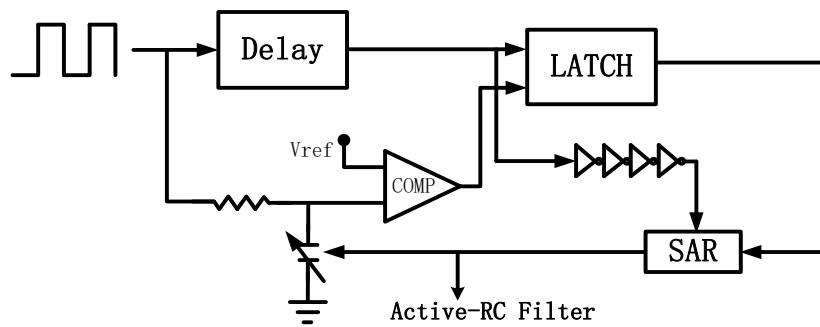 Delay
LATCH
Vref
COMP
SAR
Active-RC Filter